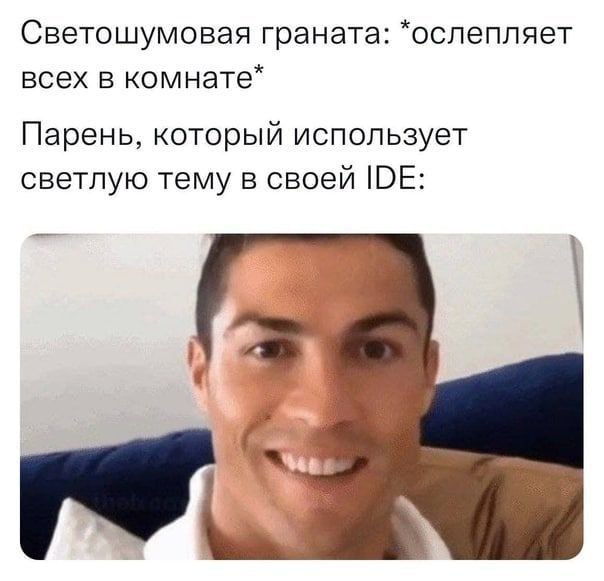 Светошумовая граната: *ослепляет
всех в комнате*
Парень, который использует
светлую тему в своей IDE: